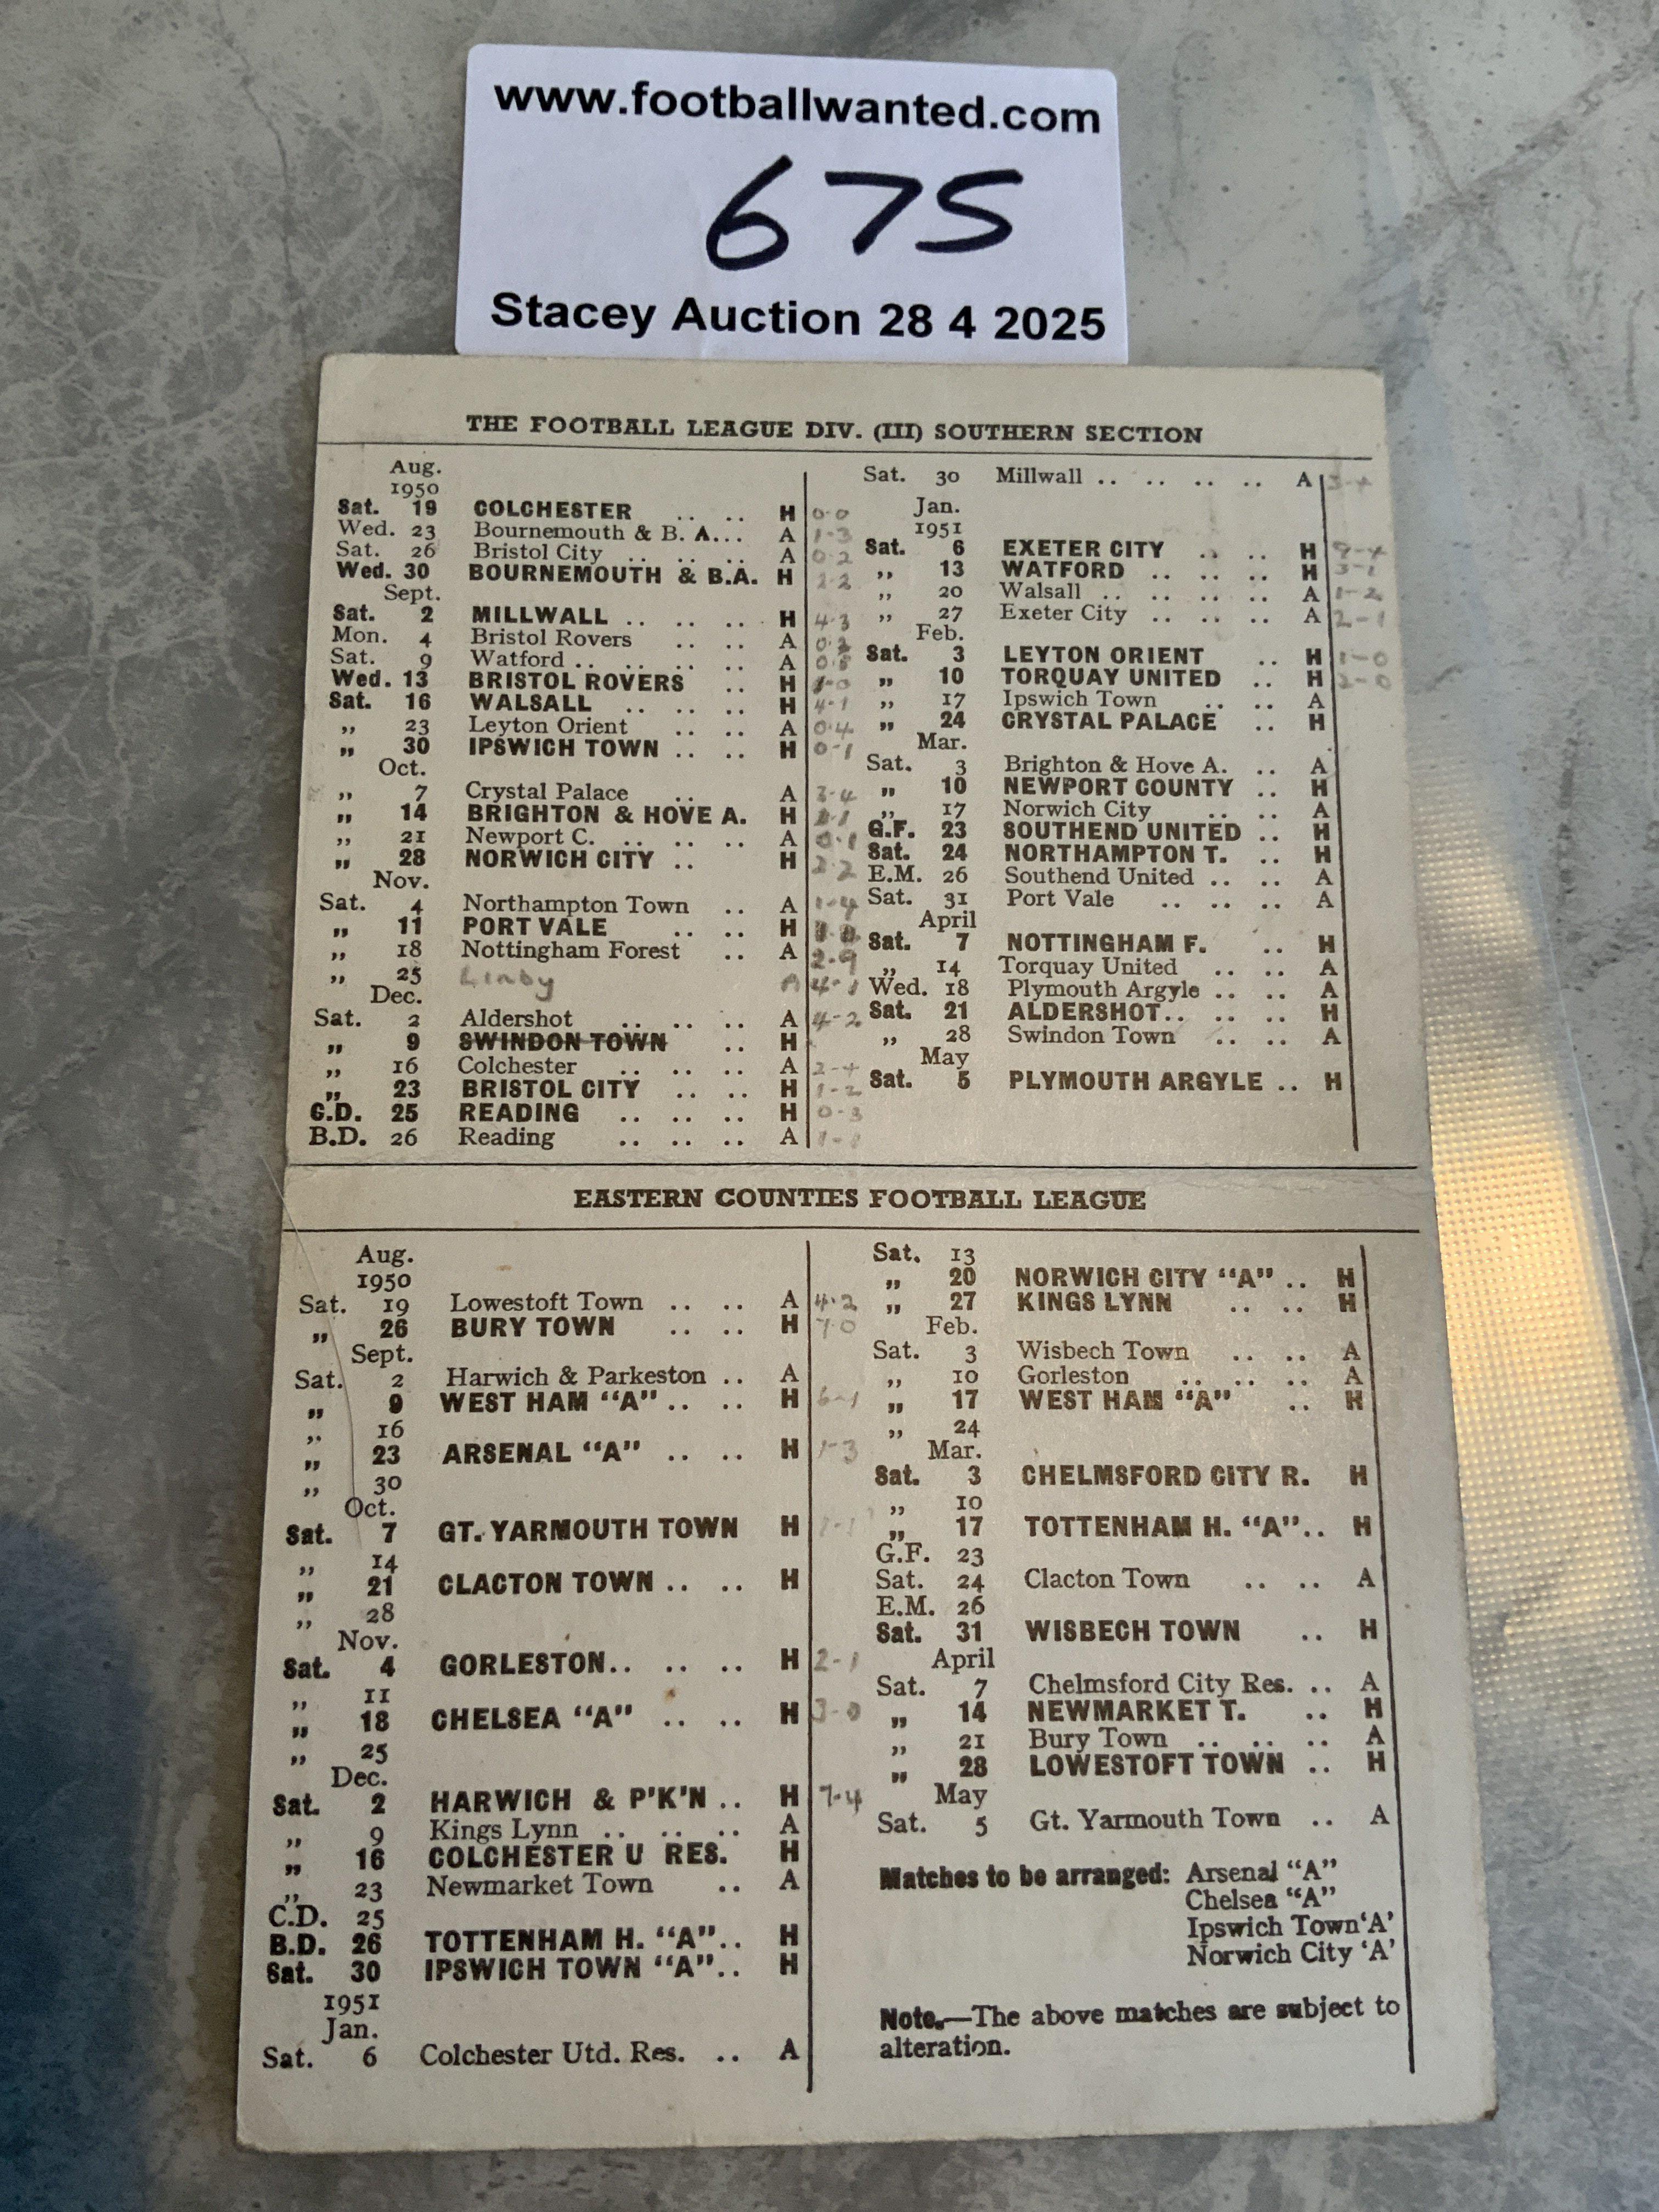 www.footballwanted.com
675
Stacey Auction 28 4 2025
THE FOOTBALL LEAGUE DIV. (III) SOUTHERN SECTION
Aug.
1950
Sat. 19 COLCHESTER .. .. H 0-0
Wed. 23 Bournemouth & B. A... A 1-3
Sat. 26 Bristol City .. .. .. A 0-2
Wed. 30 BOURNEMOUTH & B.A. H 2-2
Sept.
Sat. 2 MILLWALL .. .. .. H 4-3
Mon. 4 Bristol Rovers .. .. A
Sat. 9 Watford .. .. .. .. A
Wed. 13 BRISTOL ROVERS .. H
Sat. 16 WALSALL .. .. .. H 4-1
„ 23 Leyton Orient .. .. A 0-4
„ 30 IPSWICH TOWN .. .. H 0-1
Oct.
„ 7 Crystal Palace .. A 3-4
„ 14 BRIGHTON & HOVE A. H
„ 21 Newport C. .. .. .. A 0-1
„ 28 NORWICH CITY .. H 2-2
Nov.
Sat. 4 Northampton Town .. A 1-4
„ 11 PORT VALE .. .. H
„ 18 Nottingham Forest .. A 2-9
„ 25 Linby A 4-1
Dec.
Sat. 2 Aldershot .. .. .. A 4-2
„ 9 SWINDON TOWN .. H
„ 16 Colchester .. .. .. A 2-4
„ 23 BRISTOL CITY .. .. H 1-2
C.D. 25 READING .. .. .. H 0-3
B.D. 26 Reading .. .. .. A 1-1
Sat. 30 Millwall .. .. .. .. A 3-4
Jan.
1951
Sat. 6 EXETER CITY .. .. H
„ 13 WATFORD .. .. .. H 3-1
„ 20 Walsall .. .. .. .. A 1-2
„ 27 Exeter City .. .. .. A 2-1
Feb.
Sat. 3 LEYTON ORIENT .. H 1-0
„ 10 TORQUAY UNITED .. H 2-0
„ 17 Ipswich Town .. .. A
„ 24 CRYSTAL PALACE .. H
Mar.
Sat. 3 Brighton & Hove A. .. A
„ 10 NEWPORT COUNTY .. H
„ 17 Norwich City .. .. A
G.F. 23 SOUTHEND UNITED .. H
Sat. 24 NORTHAMPTON T. .. H
E.M. 26 Southend United .. .. A
Sat. 31 Port Vale .. .. .. A
April
Sat. 7 NOTTINGHAM F. .. H
„ 14 Torquay United .. .. A
Wed. 18 Plymouth Argyle .. .. A
Sat. 21 ALDERSHOT.. .. .. H
„ 28 Swindon Town .. .. A
May
Sat. 5 PLYMOUTH ARGYLE .. H
EASTERN COUNTIES FOOTBALL LEAGUE
Aug.
1950
Sat. 19 Lowestoft Town .. .. A 4-2
„ 26 BURY TOWN .. .. H 7-0
Sept.
Sat. 2 Harwich & Parkeston .. A
„ 9 WEST HAM “A” .. .. H 6-1
„ 16
„ 23 ARSENAL “A” .. .. H 1-3
„ 30
Oct.
Sat. 7 GT. YARMOUTH TOWN H 1-1
„ 14
„ 21 CLACTON TOWN .. .. H
„ 28
Nov.
Sat. 4 GORLESTON.. .. .. H 2-1
„ 11
„ 18 CHELSEA “A” .. .. H 3-0
„ 25
Dec.
Sat. 2 HARWICH & P'K'N .. H 7-4
„ 9 Kings Lynn .. .. .. A
„ 16 COLCHESTER U RES. H
„ 23 Newmarket Town .. A
C.D. 25
B.D. 26 TOTTENHAM H. “A”.. H
Sat. 30 IPSWICH TOWN “A”.. H
1951
Jan.
Sat. 6 Colchester Utd. Res. .. A
Sat. 13
„ 20 NORWICH CITY “A” .. H
„ 27 KINGS LYNN .. .. H
Feb.
Sat. 3 Wisbech Town .. .. A
„ 10 Gorleston .. .. .. A
„ 17 WEST HAM “A” .. H
„ 24
Mar.
Sat. 3 CHELMSFORD CITY R. H
„ 10
„ 17 TOTTENHAM H. “A”.. H
G.F. 23
Sat. 24 Clacton Town .. .. A
E.M. 26
Sat. 31 WISBECH TOWN .. H
April
Sat. 7 Chelmsford City Res. .. A
„ 14 NEWMARKET T. .. H
„ 21 Bury Town .. .. .. A
„ 28 LOWESTOFT TOWN .. H
May
Sat. 5 Gt. Yarmouth Town .. A
Matches to be arranged: Arsenal “A”
Chelsea “A”
Ipswich Town‘A’
Norwich City ‘A’
Note.—The above matches are subject to
alteration.